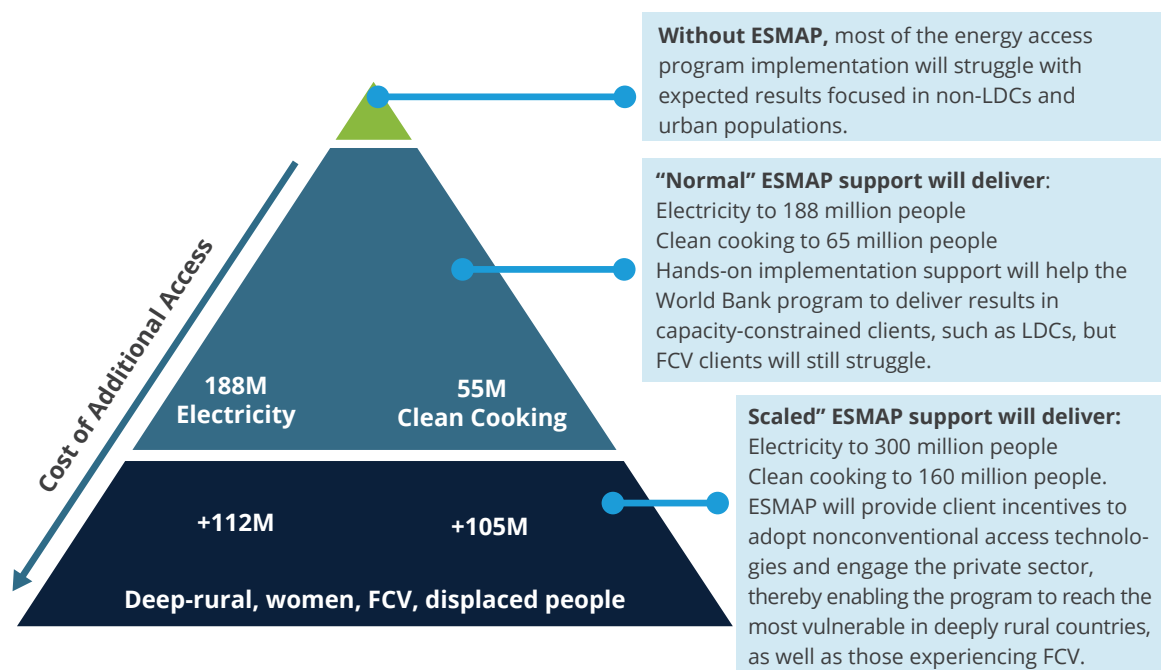 Without ESMAP, most of the energy access
program implementation will struggle with
expected results focused in non-LDCs and
urban populations.
“Normal” ESMAP support will deliver:
Electricity to 188 million people
Clean cooking to 65 million people
Hands-on implementation support will help the
World Bank program to deliver results in
capacity-constrained clients, such as LDCs, but
FCV clients will still struggle.
Cost of Additional Access
188M
Electricity
55M
Clean Cooking
Scaled” ESMAP support will deliver:
Electricity to 300 million people
Clean cooking to 160 million people.
ESMAP will provide client incentives to
adopt nonconventional access technolo-
gies and engage the private sector,
thereby enabling the program to reach the
most vulnerable in deeply rural countries,
as well as those experiencing FCV.
+112M
+105M
Deep-rural, women, FCV, displaced people